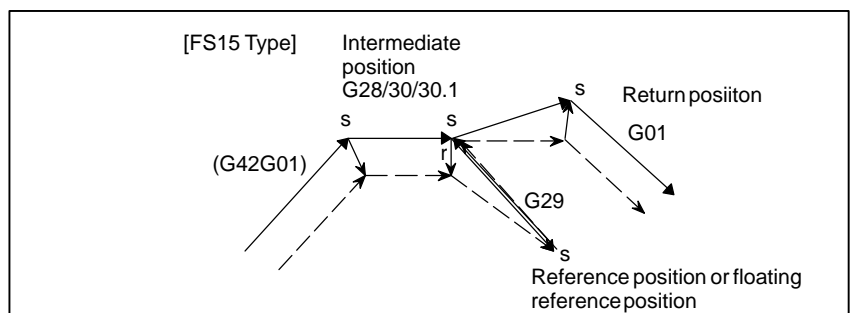 [FS15 Type]
Intermediate
position
G28/30/30.1
s
s
s
Return posiiton
G01
(G42G01)
r
G29
s
Reference position or floating
reference position